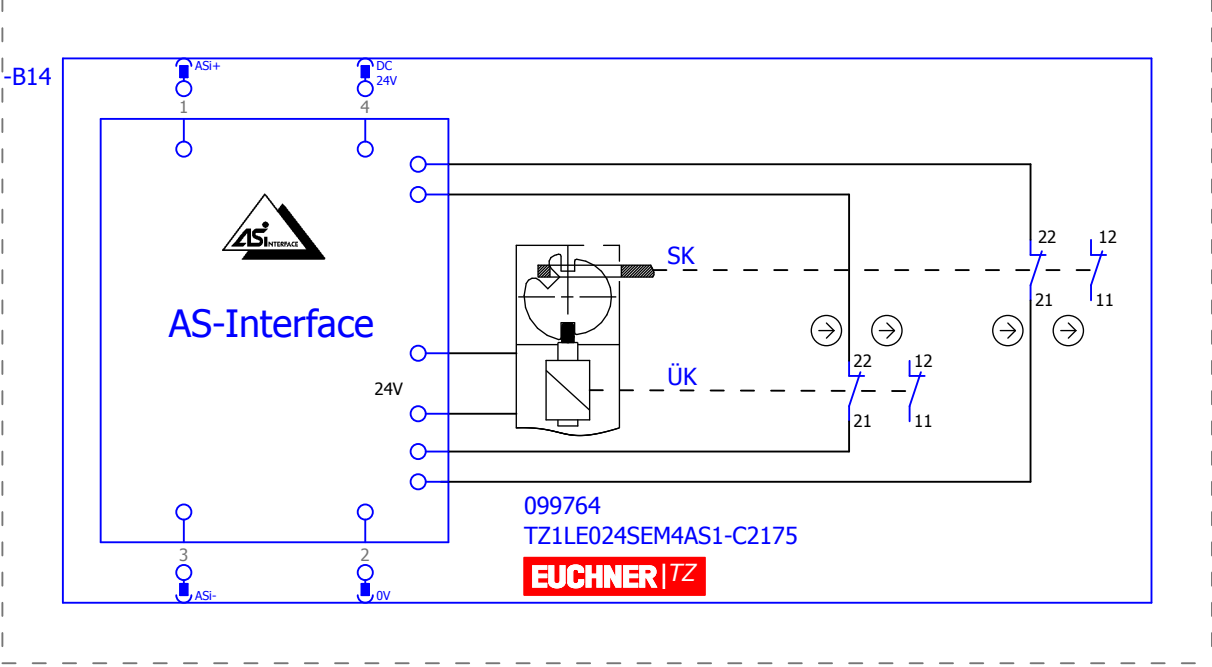 -B14
ASi+
DC
24V
1
4
ASi
INTERFACE
AS-Interface
24V
SK
22
12
21
11
ÜK
22
12
21
11
099764
TZ1LE024SEM4AS1-C2175
EUCHNER|TZ
3
2
ASi-
0V